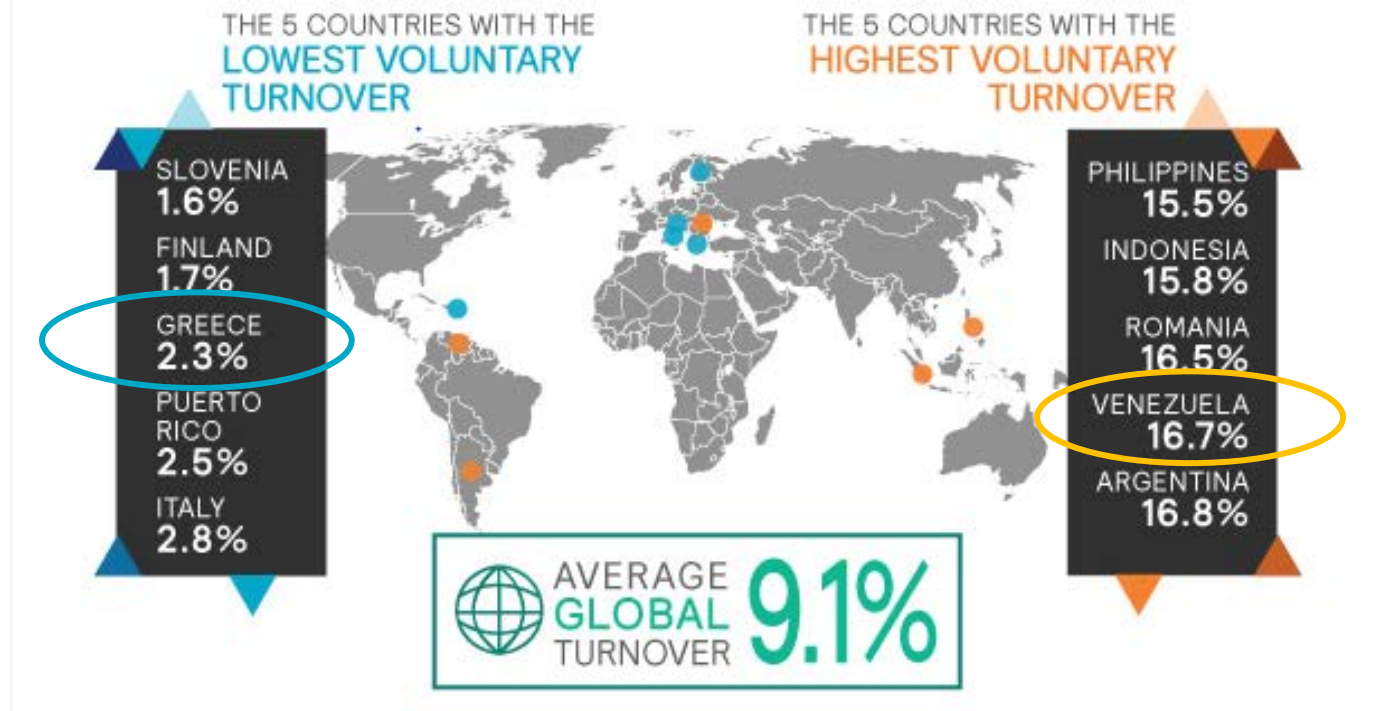 THE 5 COUNTRIES WITH THE
LOWEST VOLUNTARY
TURNOVER
SLOVENIA
1.6%
FINLAND
1.7%
GREECE
2.3%
PUERTO
RICO
2.5%
ITALY
2.8%
THE 5 COUNTRIES WITH THE
HIGHEST VOLUNTARY
TURNOVER
PHILIPPINES
15.5%
INDONESIA
15.8%
ROMANIA
16.5%
VENEZUELA
16.7%
ARGENTINA
16.8%
AVERAGE
GLOBAL
TURNOVER
9.1%